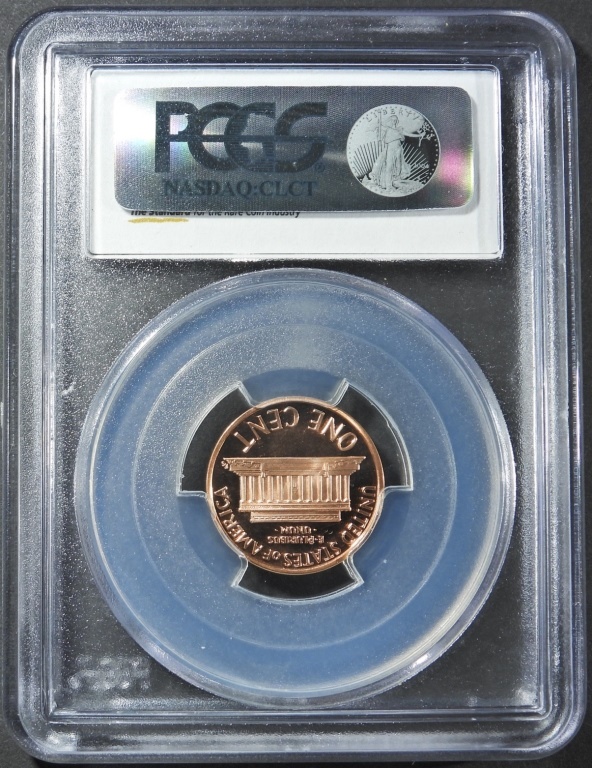 PCGS®
NASDAQ:CLCT
LIBERTY
The Standard for the Rare Coin Industry
UNITED STATES of AMERICA
E·PLURIBUS
·UNUM·
ONE CENT